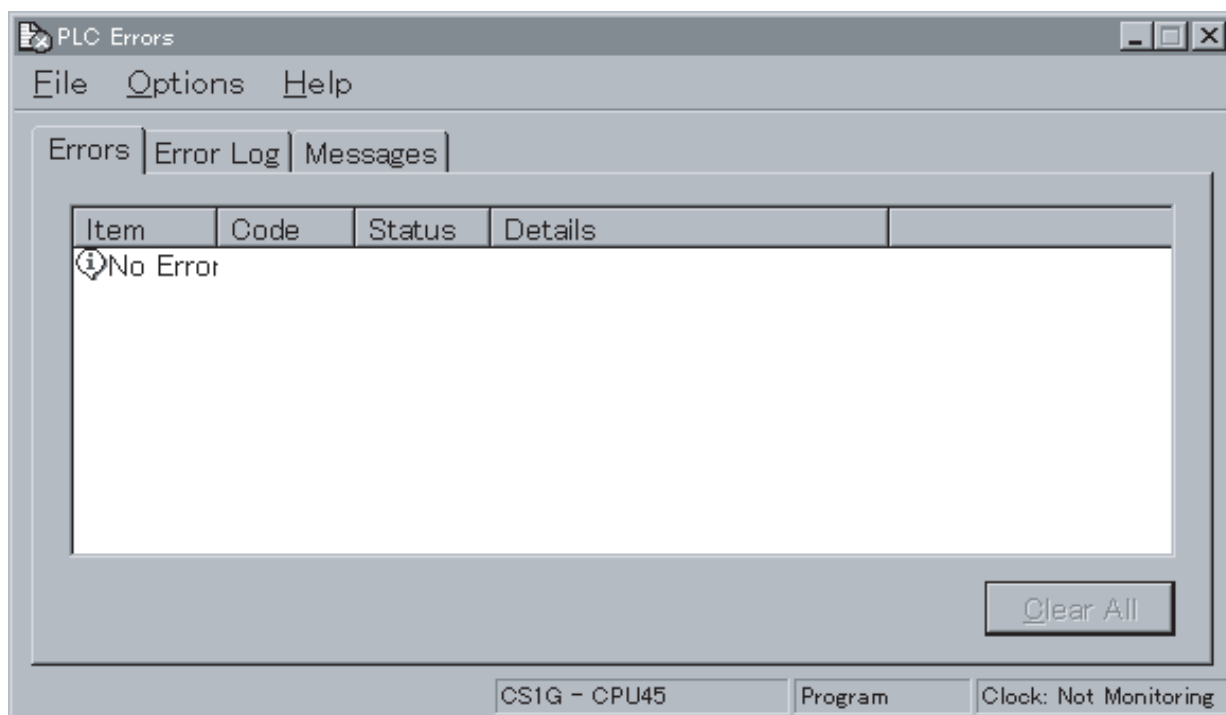 PLC Errors
File Options Help
Errors Error Log Messages
Item Code Status Details
No Error
Clear All
CS1G - CPU45 Program Clock: Not Monitoring